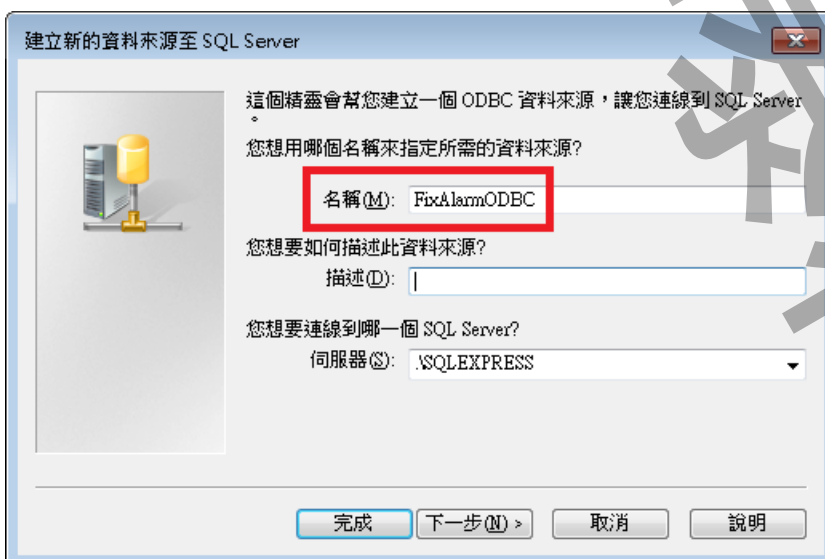 建立新的資料來源至 SQL Server
這個精靈會幫您建立一個 ODBC 資料來源，讓您連線到 SQL Server
。
您想用哪個名稱來指定所需的資料來源?
名稱(M): FixAlarmODBC
您想要如何描述此資料來源?
描述(D):
您想要連線到哪一個 SQL Server?
伺服器(S): .\SQLEXPRESS
完成 下一步(N) > 取消 說明